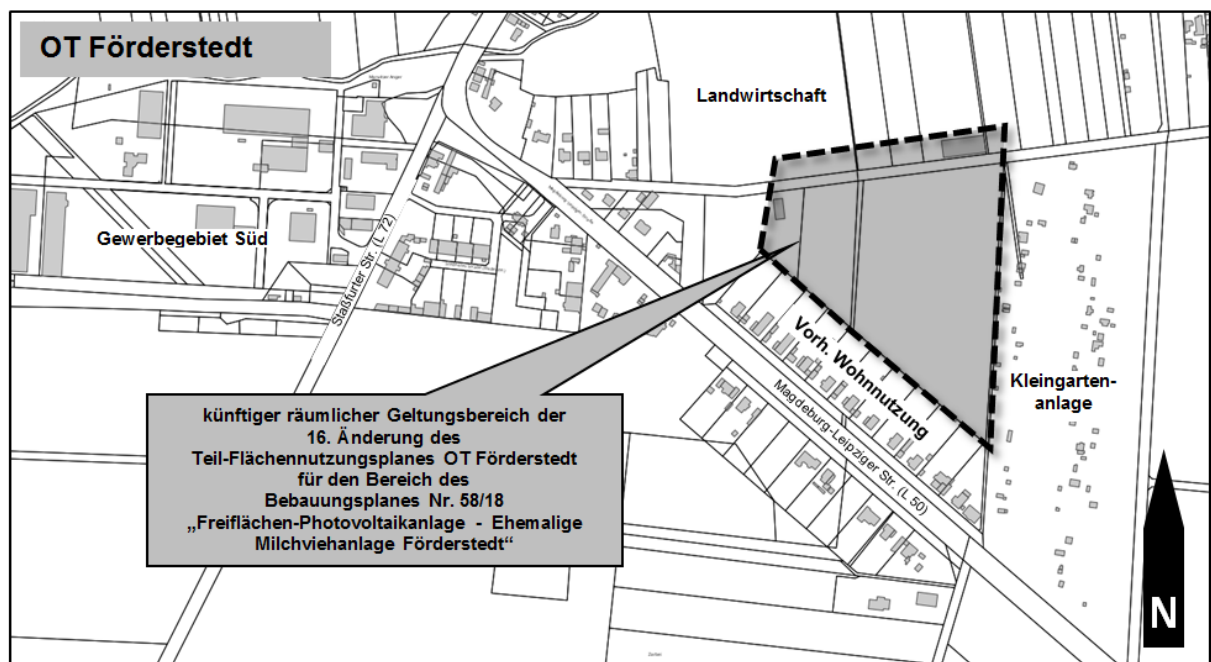 OT Förderstedt
Landwirtschaft
Gewerbegebiet Süd
Staßfurter Str. (L 72)
Vorh. Wohnnutzung
Magdeburg-Leipziger Str. (L 50)
Kleingarten-
anlage
künftiger räumlicher Geltungsbereich der
16. Änderung des
Teil-Flächennutzungsplanes OT Förderstedt
für den Bereich des
Bebauungsplanes Nr. 58/18
„Freiflächen-Photovoltaikanlage - Ehemalige
Milchviehanlage Förderstedt“
N